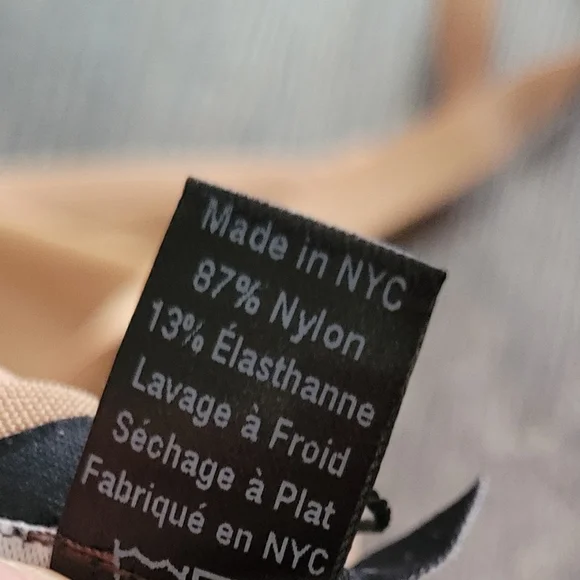 Made in NYC
87% Nylon
13% Élasthanne
Lavage à Froid
Séchage à Plat
Fabriqué en NYC